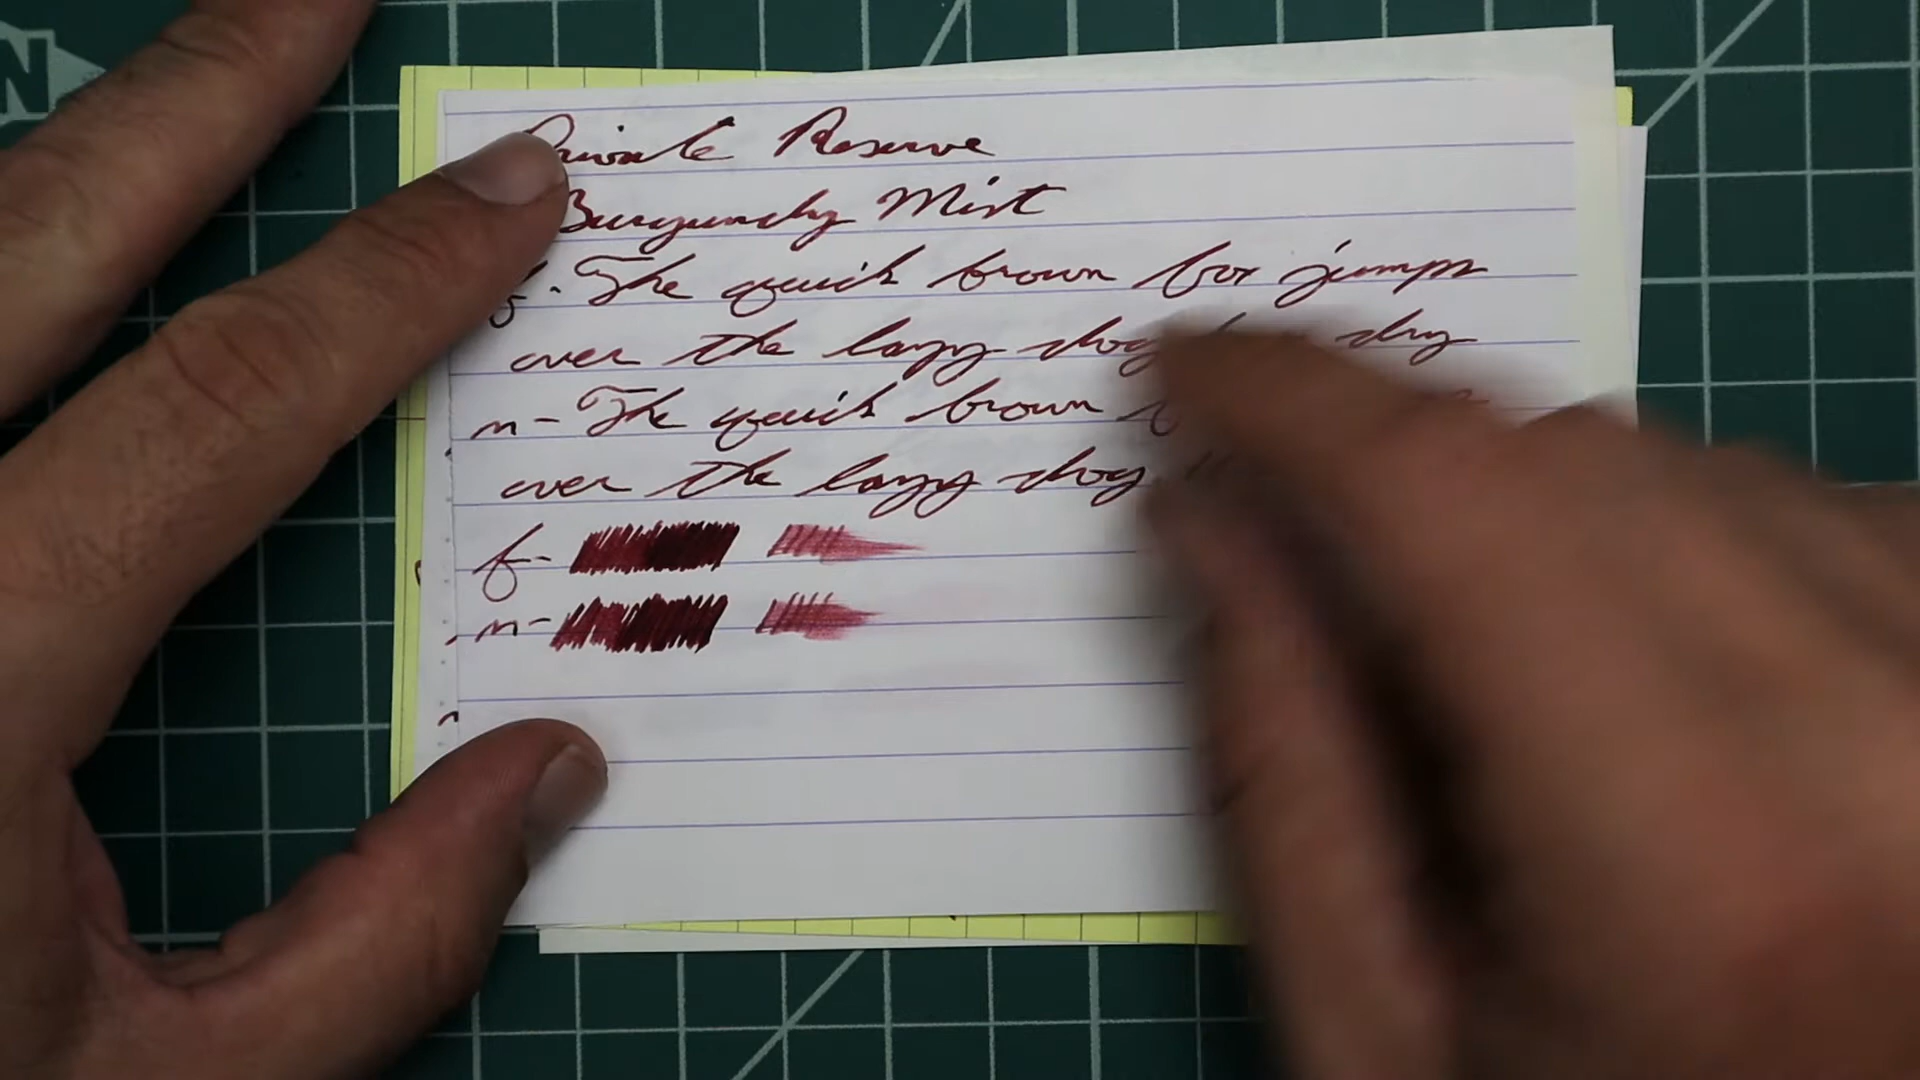 N
Private Reserve
Burgundy Mist
f - The quick brown fox jumps
over the lazy dog dry
m - The quick brown
over the lazy dog
f -
m -